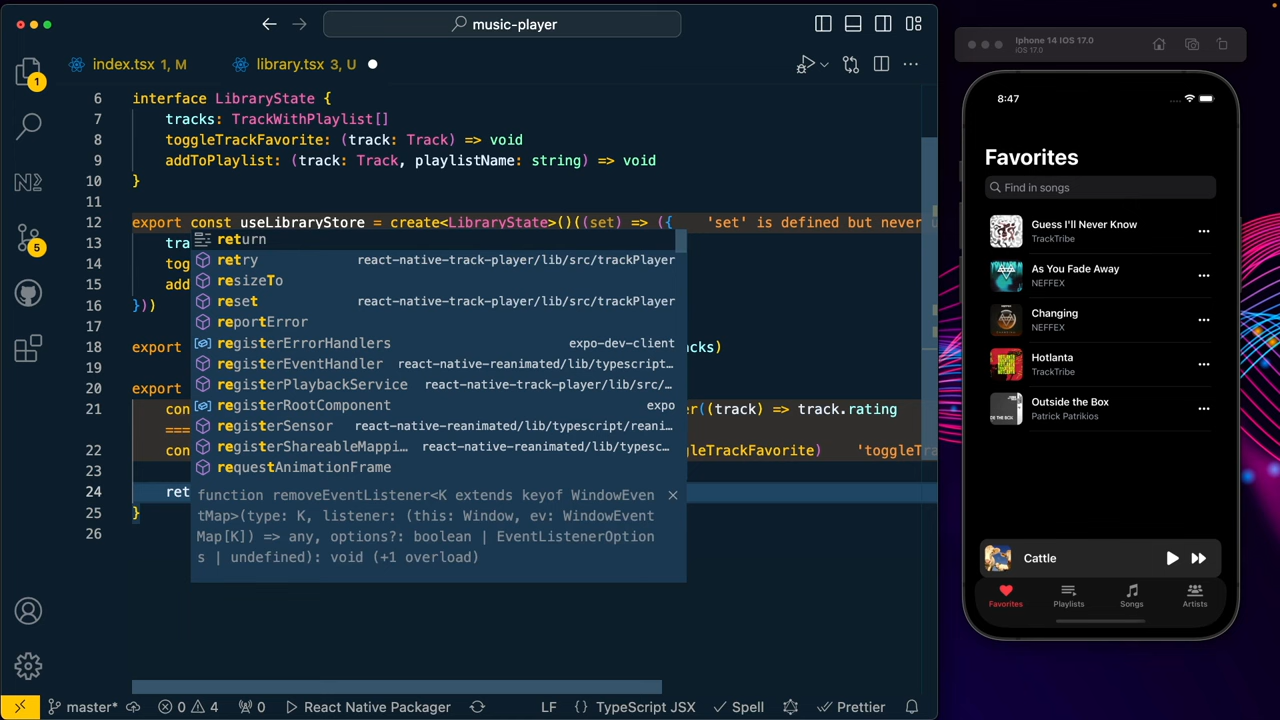 music-player
index.tsx 1, M
library.tsx 3, U
1
5
6 interface LibraryState {
7 tracks: TrackWithPlaylist[]
8 toggleTrackFavorite: (track: Track) => void
9 addToPlaylist: (track: Track, playlistName: string) => void
10 }
11
12 export const useLibraryStore = create<LibraryState>()((set) => ({ 'set' is defined but never
13 tra
14 tog
15 add
16 }))
17
18 export cks)
19
20 export
21 con er((track) => track.rating
===
22 con ggleTrackFavorite) 'toggleTra
23
24 ret
25 }
26
return
retry react-native-track-player/lib/src/trackPlayer
resizeTo
reset react-native-track-player/lib/src/trackPlayer
reportError
registerErrorHandlers expo-dev-client
registerEventHandler react-native-reanimated/lib/typescript…
registerPlaybackService react-native-track-player/lib/src/…
registerRootComponent expo
registerSensor react-native-reanimated/lib/typescript/reani…
registerShareableMappi… react-native-reanimated/lib/typesc…
requestAnimationFrame
function removeEventListener<K extends keyof WindowEven
tMap>(type: K, listener: (this: Window, ev: WindowEvent
Map[K]) => any, options?: boolean | EventListenerOption
s | undefined): void (+1 overload)
master* 0 4 0 React Native Packager LF {} TypeScript JSX Spell Prettier
Iphone 14 IOS 17.0
iOS 17.0
8:47
Favorites
Find in songs
Guess I'll Never Know
TrackTribe
As You Fade Away
NEFFEX
Changing
NEFFEX
Hotlanta
TrackTribe
Outside the Box
Patrick Patrikios
Cattle
Favorites Playlists Songs Artists